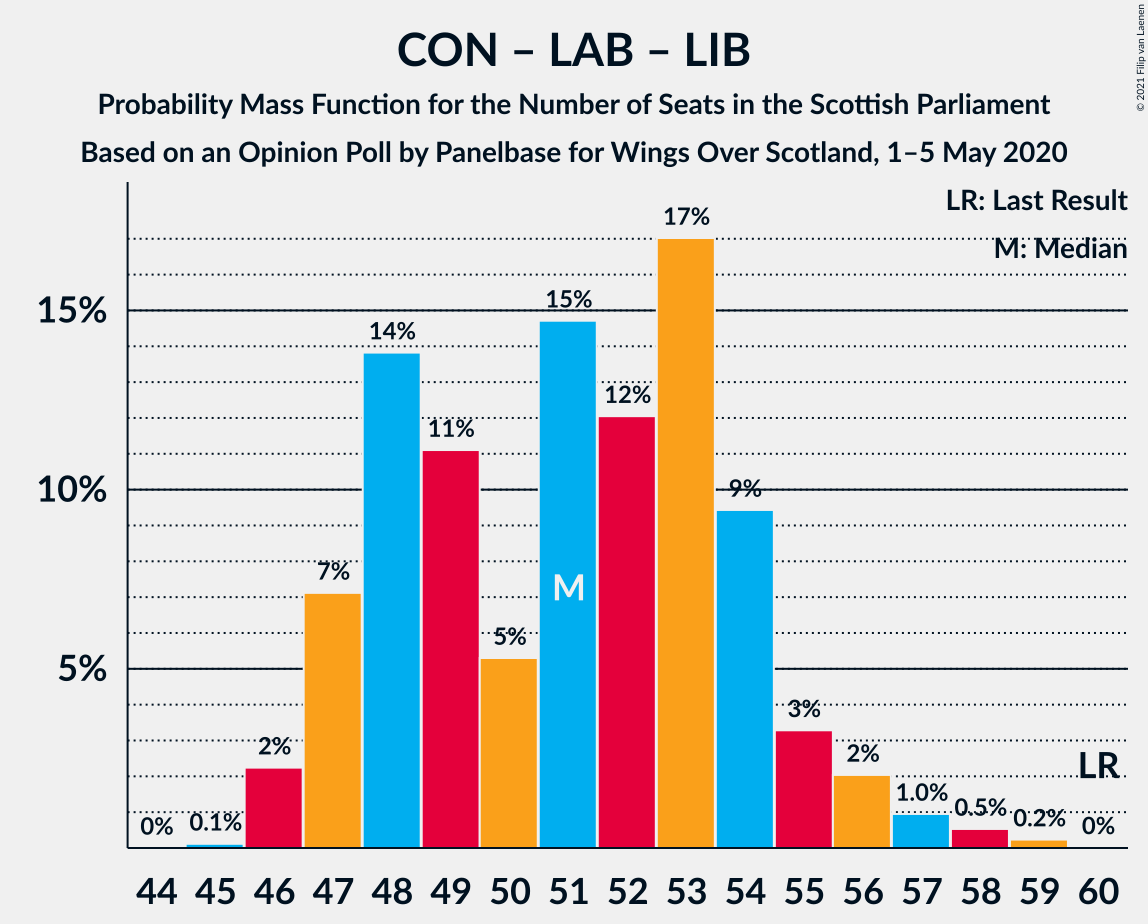 CON – LAB – LIB
Probability Mass Function for the Number of Seats in the Scottish Parliament
Based on an Opinion Poll by Panelbase for Wings Over Scotland, 1–5 May 2020
© 2021 Filip van Laenen
LR: Last Result
M: Median
17%
15%
15%
14%
12%
11%
10%
9%
7%
M
5%
5%
3%
2%
2%
LR
1.0%
0.5%
0.2%
0%
0.1%
0%
44 45 46 47 48 49 50 51 52 53 54 55 56 57 58 59 60